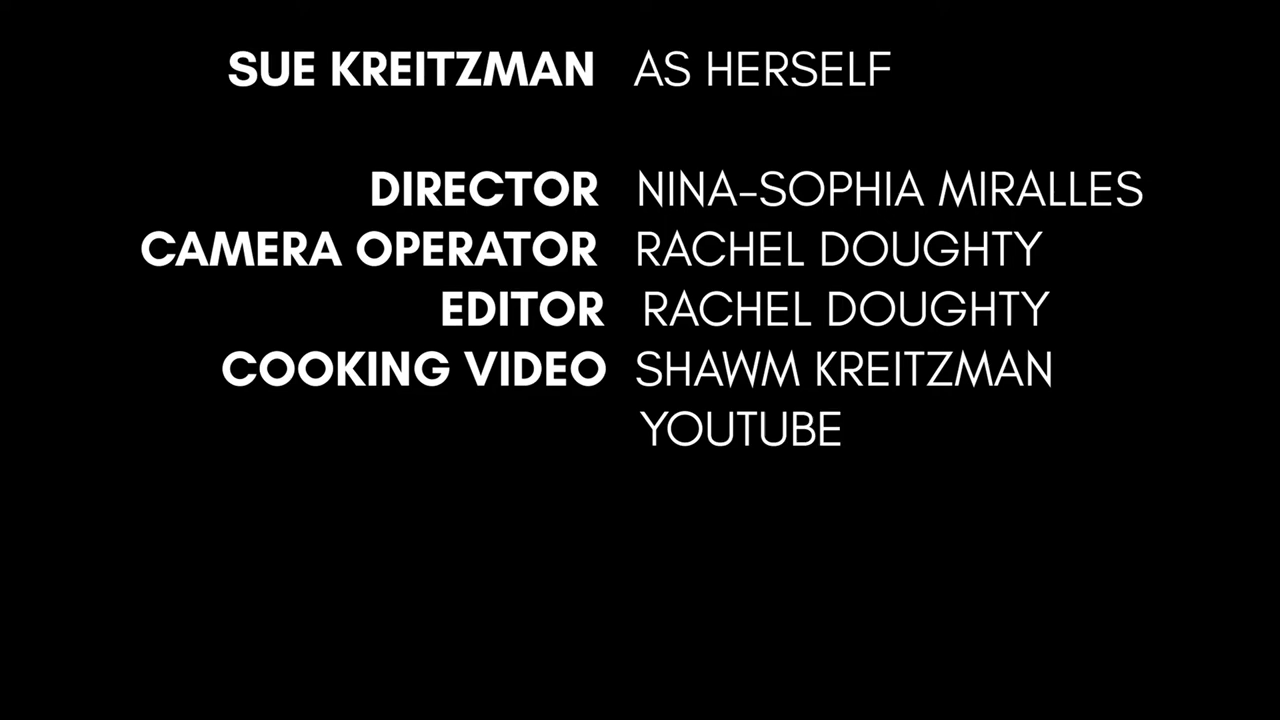 SUE KREITZMAN AS HERSELF
DIRECTOR NINA-SOPHIA MIRALLES
CAMERA OPERATOR RACHEL DOUGHTY
EDITOR RACHEL DOUGHTY
COOKING VIDEO SHAWM KREITZMAN
YOUTUBE